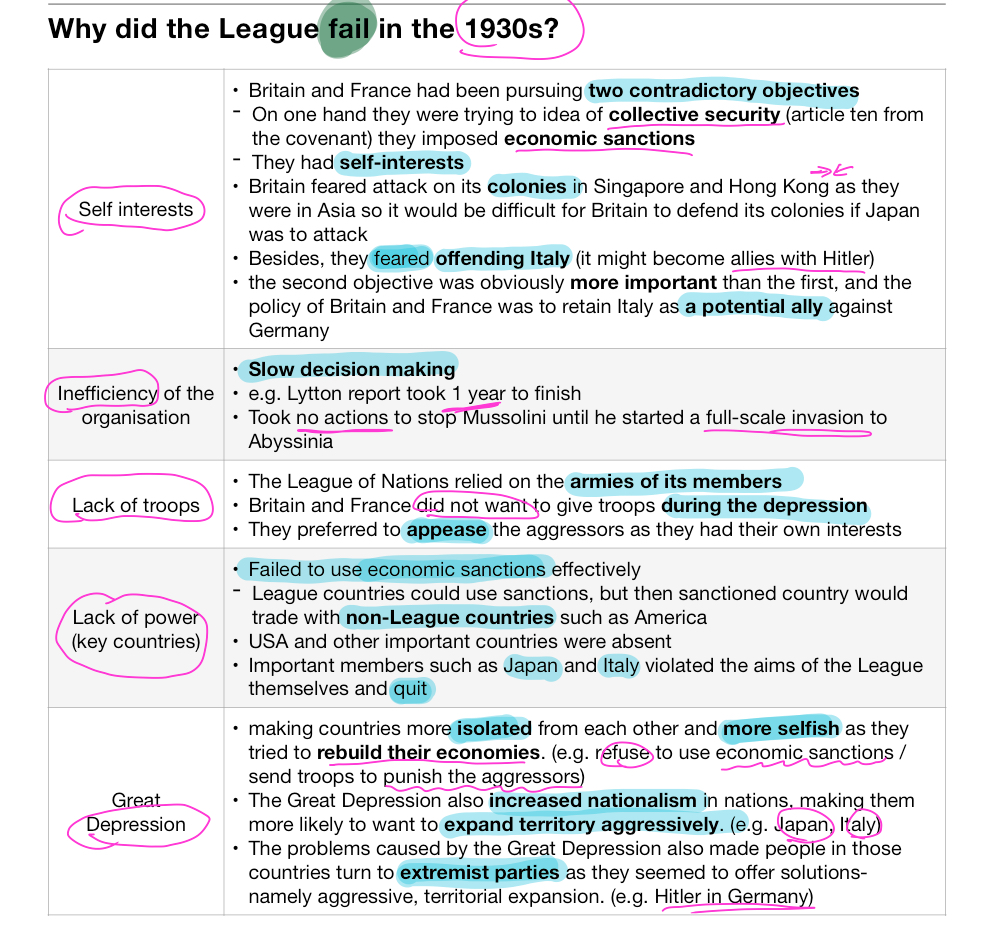 Why did the League fail in the 1930s?
Self interests
• Britain and France had been pursuing two contradictory objectives
- On one hand they were trying to idea of collective security (article ten from
the covenant) they imposed economic sanctions
- They had self-interests
• Britain feared attack on its colonies in Singapore and Hong Kong as they
were in Asia so it would be difficult for Britain to defend its colonies if Japan
was to attack
• Besides, they feared offending Italy (it might become allies with Hitler)
• the second objective was obviously more important than the first, and the
policy of Britain and France was to retain Italy as a potential ally against
Germany
Inefficiency of the
organisation
• Slow decision making
• e.g. Lytton report took 1 year to finish
• Took no actions to stop Mussolini until he started a full-scale invasion to
Abyssinia
Lack of troops
• The League of Nations relied on the armies of its members
• Britain and France did not want to give troops during the depression
• They preferred to appease the aggressors as they had their own interests
Lack of power
(key countries)
• Failed to use economic sanctions effectively
- League countries could use sanctions, but then sanctioned country would
trade with non-League countries such as America
• USA and other important countries were absent
• Important members such as Japan and Italy violated the aims of the League
themselves and quit
Great
Depression
• making countries more isolated from each other and more selfish as they
tried to rebuild their economies. (e.g. refuse to use economic sanctions /
send troops to punish the aggressors)
• The Great Depression also increased nationalism in nations, making them
more likely to want to expand territory aggressively. (e.g. Japan, Italy)
• The problems caused by the Great Depression also made people in those
countries turn to extremist parties as they seemed to offer solutions-
namely aggressive, territorial expansion. (e.g. Hitler in Germany)